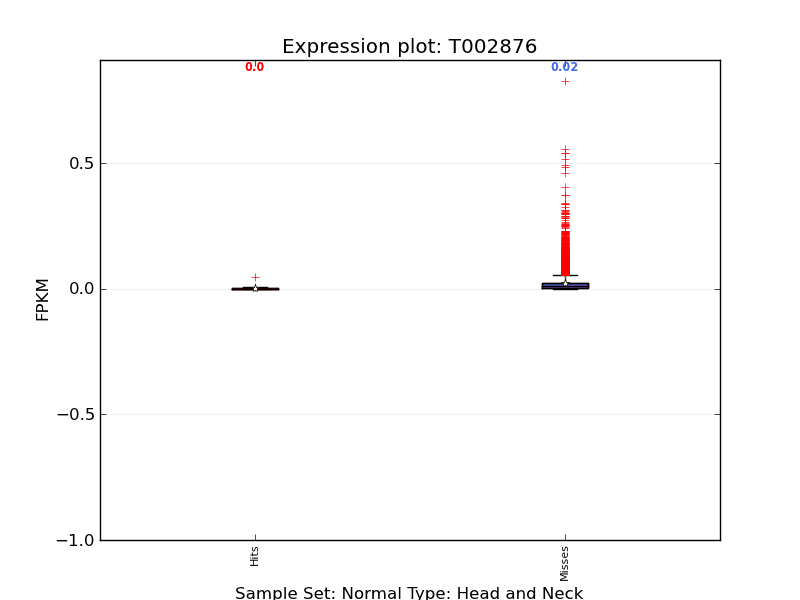 Expression plot: T002876
0.0
0.02
0.5
0.0
−0.5
−1.0
FPKM
Hits
Misses
Sample Set: Normal Type: Head and Neck